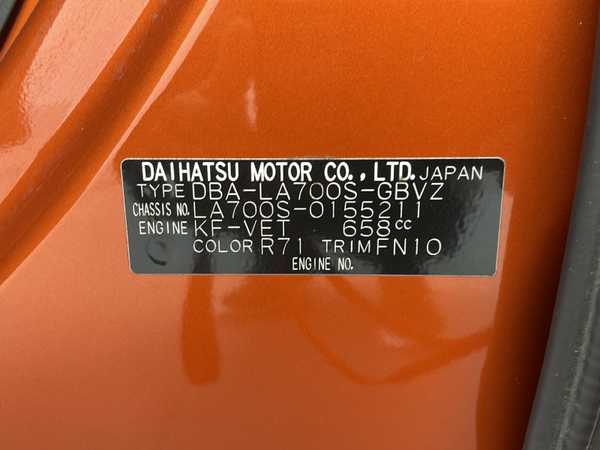 DAIHATSU MOTOR CO., LTD. JAPAN
TYPE DBA-LA700S-GBVZ
CHASSIS NO. LA700S-0155211
ENGINE KF-VET 658cc
COLOR R71 TRIM FN10
ENGINE NO.